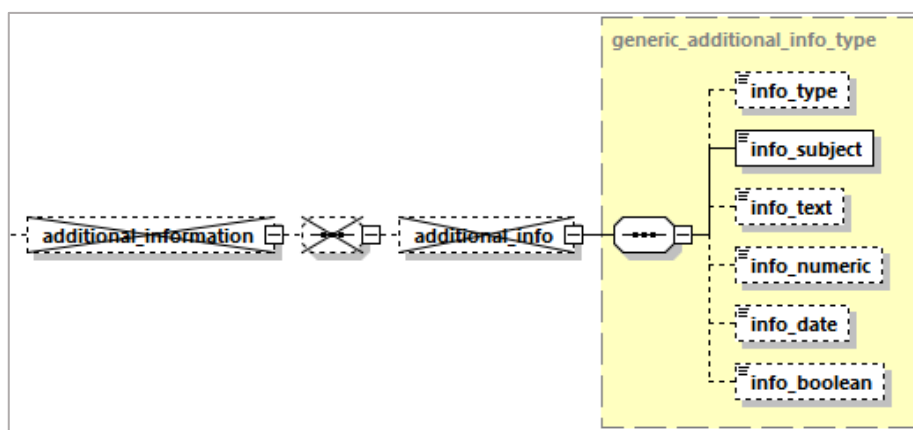 generic_additional_info_type
info_type
info_subject
info_text
additional_information
additional_info
info_numeric
info_date
info_boolean